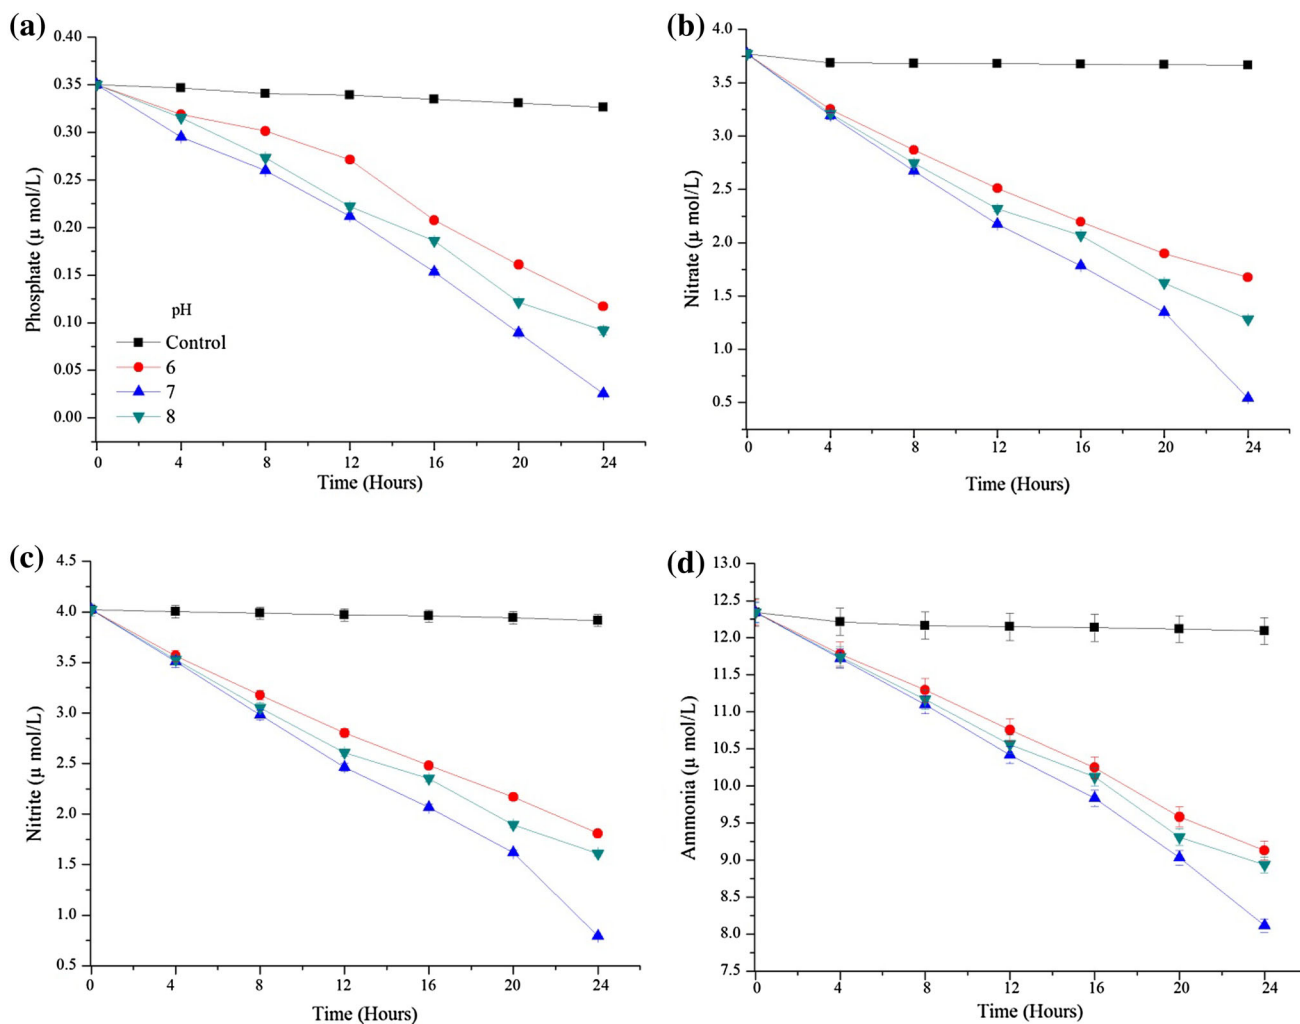 (a)
0.40
0.35
0.30
0.25
0.20
0.15
0.10
0.05
0.00
Phosphate (μ mol/L)
pH
Control
6
7
8
0 4 8 12 16 20 24
Time (Hours)
(b)
4.0
3.5
3.0
2.5
2.0
1.5
1.0
0.5
Nitrate (μ mol/L)
0 4 8 12 16 20 24
Time (Hours)
(c)
4.5
4.0
3.5
3.0
2.5
2.0
1.5
1.0
0.5
Nitrite (μ mol/L)
0 4 8 12 16 20 24
Time (Hours)
(d)
13.0
12.5
12.0
11.5
11.0
10.5
10.0
9.5
9.0
8.5
8.0
7.5
Ammonia (μ mol/L)
0 4 8 12 16 20 24
Time (Hours)